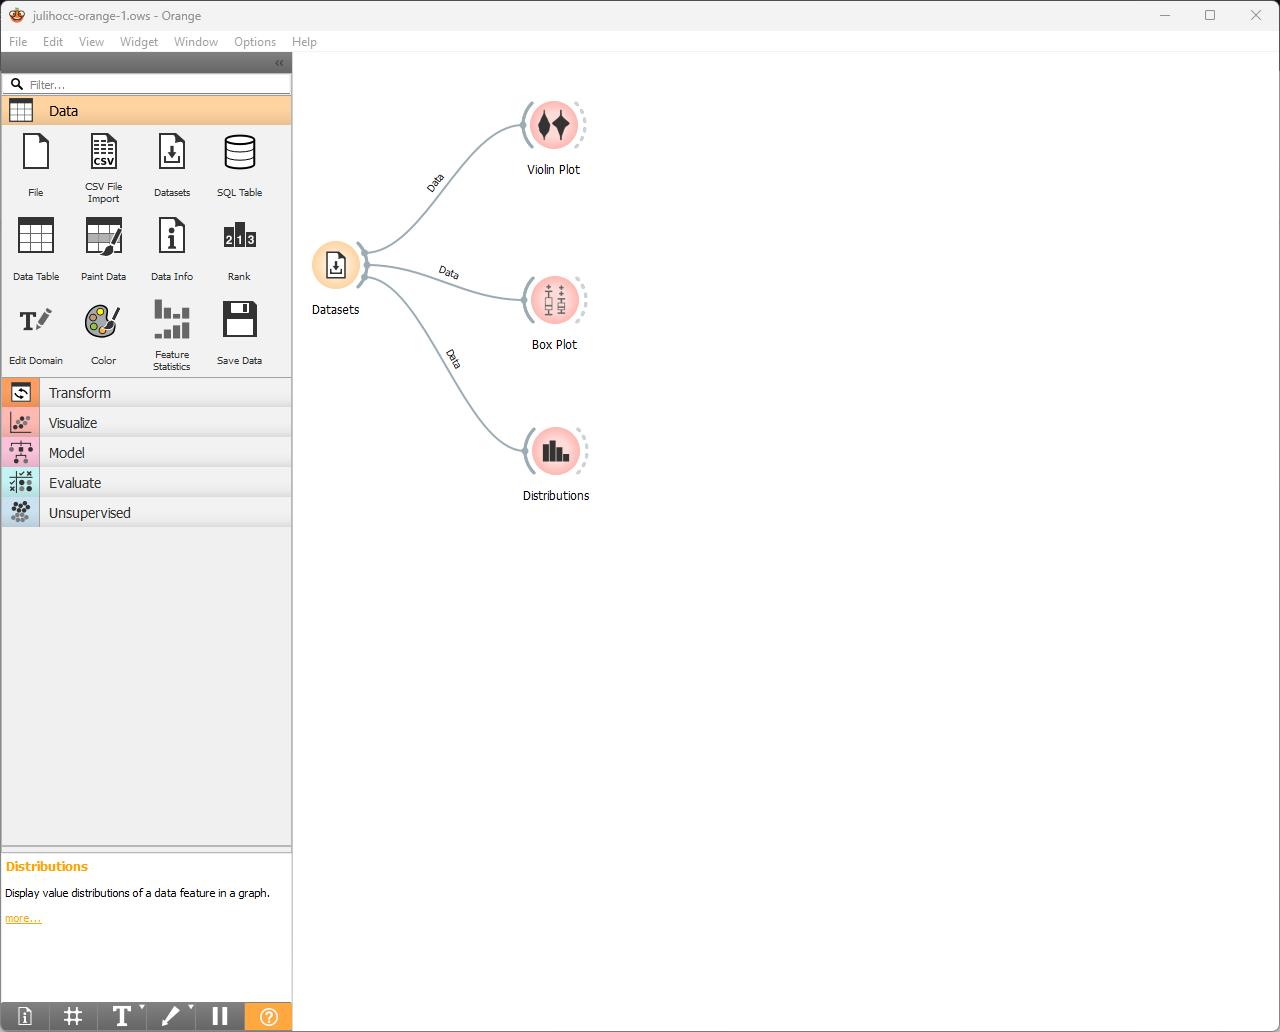 julihocc-orange-1.ows - Orange
File Edit View Widget Window Options Help
Filter...
Data
File
CSV File Import
Datasets
SQL Table
Data Table
Paint Data
Data Info
Rank
Edit Domain
Color
Feature Statistics
Save Data
Transform
Visualize
Model
Evaluate
Unsupervised
Distributions
Display value distributions of a data feature in a graph.
more...
Datasets
Data
Data
Data
Violin Plot
Box Plot
Distributions